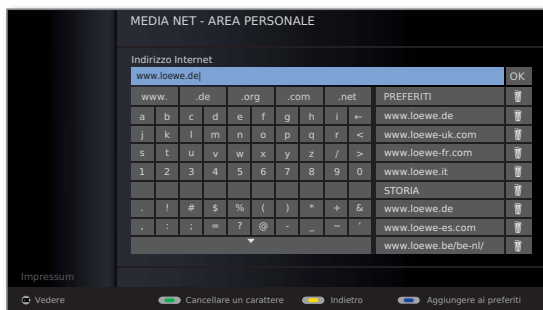 MEDIA NET - AREA PERSONALE
Indirizzo Internet
www.loewe.de OK
www. .de .org .com .net PREFERITI
a b c d e f g h i ← www.loewe.de
j k l m n o p q r < www.loewe-uk.com
s t u v w x y z / > www.loewe-fr.com
1 2 3 4 5 6 7 8 9 0 www.loewe.it
STORIA
. ! # $ % ( ) * + & www.loewe.de
, : ; = ? @ - _ ~ ' www.loewe-es.com
www.loewe.be/be-nl/
Impressum
OK Vedere Cancellare un carattere Indietro Aggiungere ai preferiti